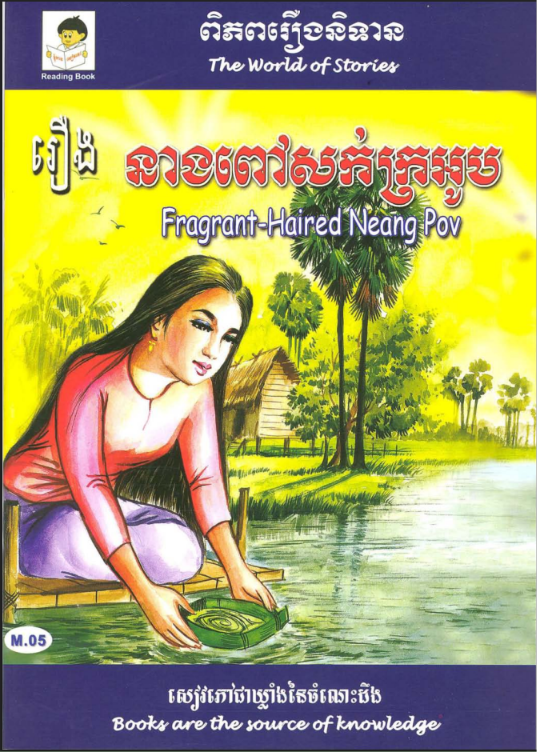 ពិភពរឿងនិទាន
The World of Stories
Reading Book
រឿង
នាងពៅសក់ក្រអូប
Fragrant-Haired Neang Pov
M.05
សៀវភៅជាឃ្លាំងនៃចំណេះដឹង
Books are the source of knowledge